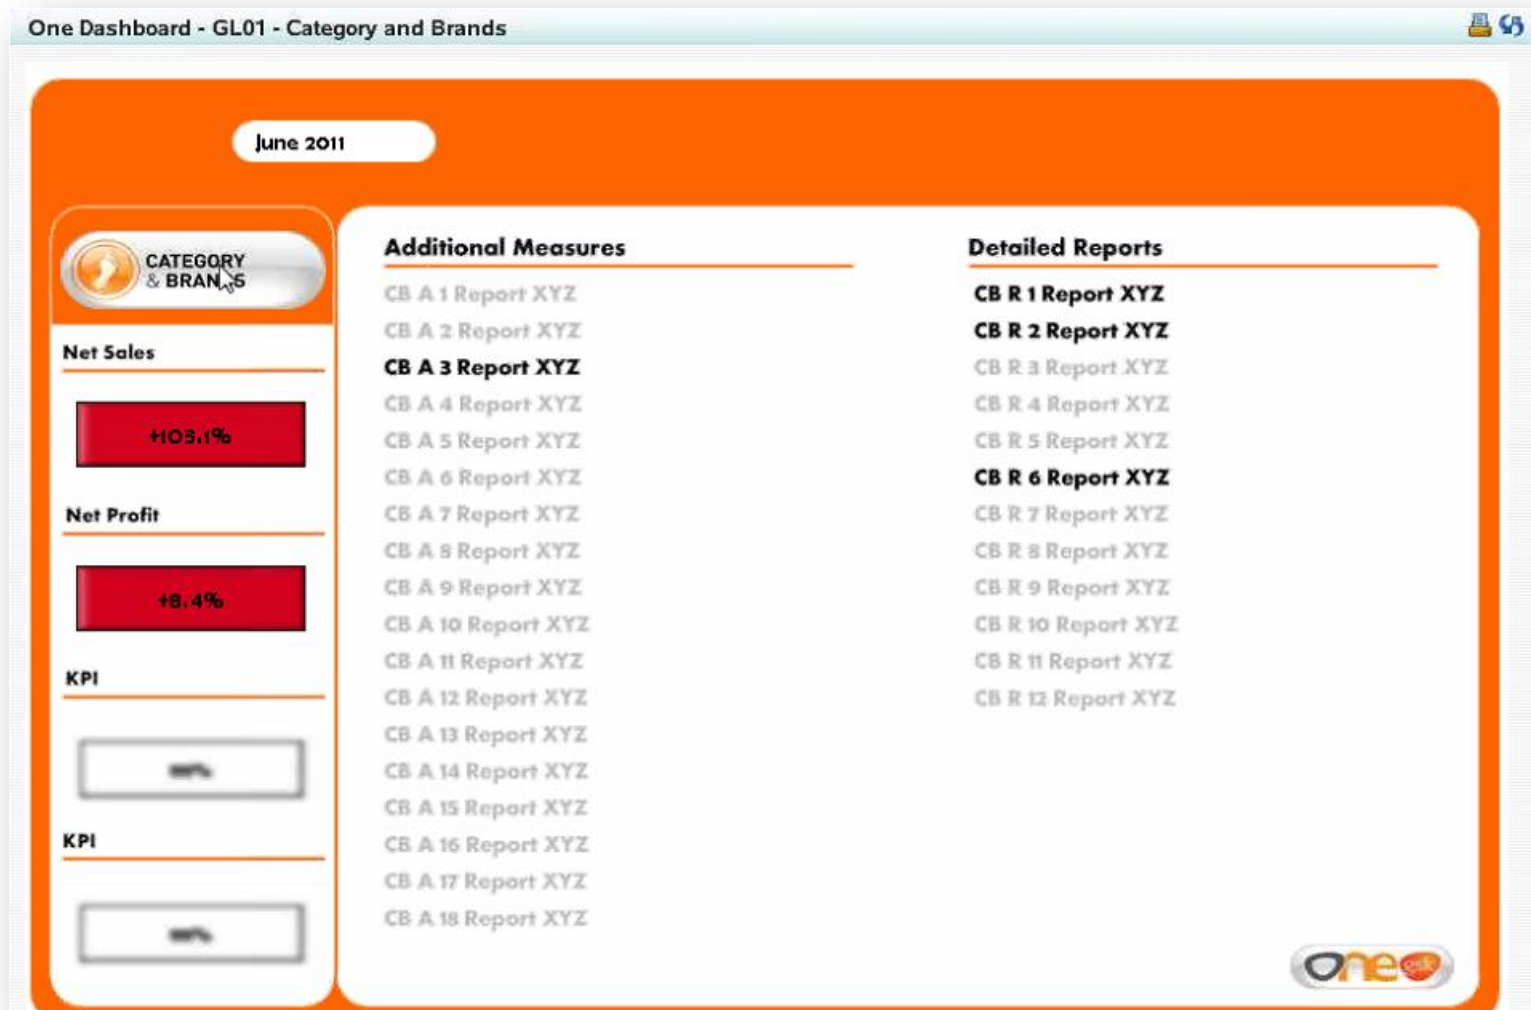 One Dashboard - GL01 - Category and Brands
June 2011
CATEGORY
& BRANDS
Net Sales
+103.1%
Net Profit
+8.4%
KPI
KPI
Additional Measures
CB A 1 Report XYZ
CB A 2 Report XYZ
CB A 3 Report XYZ
CB A 4 Report XYZ
CB A 5 Report XYZ
CB A 6 Report XYZ
CB A 7 Report XYZ
CB A 8 Report XYZ
CB A 9 Report XYZ
CB A 10 Report XYZ
CB A 11 Report XYZ
CB A 12 Report XYZ
CB A 13 Report XYZ
CB A 14 Report XYZ
CB A 15 Report XYZ
CB A 16 Report XYZ
CB A 17 Report XYZ
CB A 18 Report XYZ
Detailed Reports
CB R 1 Report XYZ
CB R 2 Report XYZ
CB R 3 Report XYZ
CB R 4 Report XYZ
CB R 5 Report XYZ
CB R 6 Report XYZ
CB R 7 Report XYZ
CB R 8 Report XYZ
CB R 9 Report XYZ
CB R 10 Report XYZ
CB R 11 Report XYZ
CB R 12 Report XYZ
one gsk